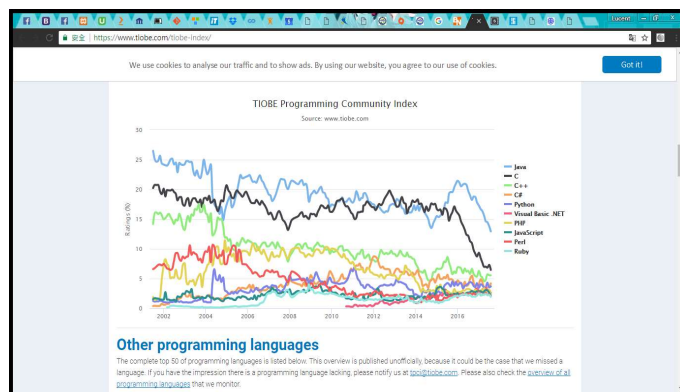 Lucent
安全 | https://www.tiobe.com/tiobe-index/
We use cookies to analyse our traffic and to show ads. By using our website, you agree to our use of cookies.
Got it!
TIOBE Programming Community Index
Source: www.tiobe.com
Ratings (%)
30
25
20
15
10
5
0
2002 2004 2006 2008 2010 2012 2014 2016
Java
C
C++
C#
Python
Visual Basic .NET
PHP
JavaScript
Perl
Ruby
Other programming languages
The complete top 50 of programming languages is listed below. This overview is published unofficially, because it could be the case that we missed a
language. If you have the impression there is a programming language lacking, please notify us at tpci@tiobe.com. Please also check the overview of all
programming languages that we monitor.